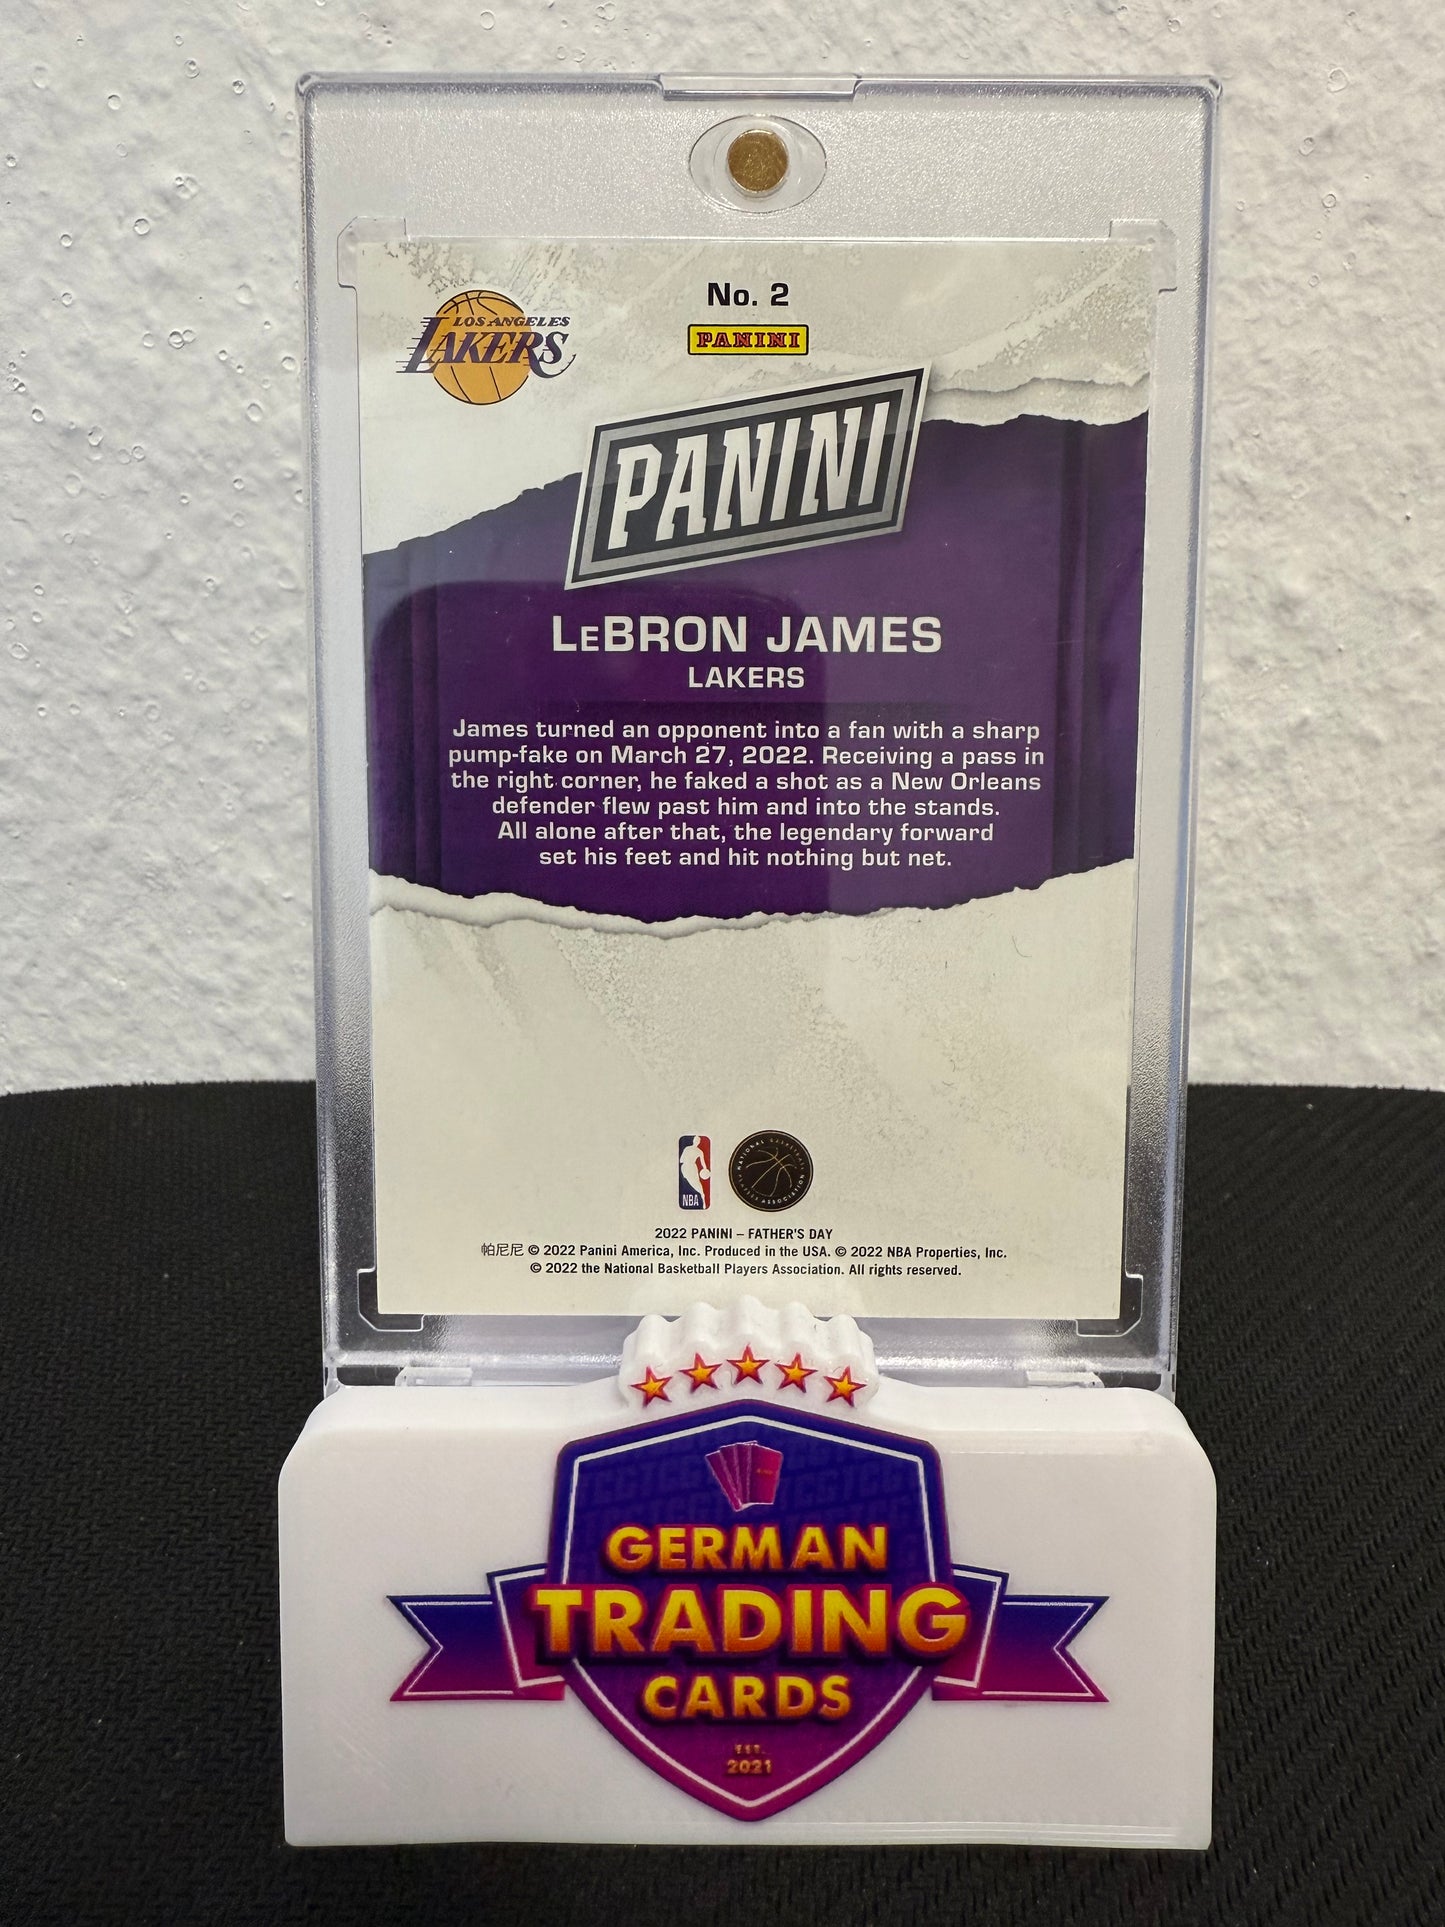 No. 2
PANINI
LOS ANGELES
LAKERS
PANINI
LeBRON JAMES
LAKERS
James turned an opponent into a fan with a sharp
pump-fake on March 27, 2022. Receiving a pass in
the right corner, he faked a shot as a New Orleans
defender flew past him and into the stands.
All alone after that, the legendary forward
set his feet and hit nothing but net.
NBA
NATIONAL BASKETBALL
PLAYERS ASSOCIATION
2022 PANINI – FATHER'S DAY
帕尼尼 © 2022 Panini America, Inc. Produced in the USA. © 2022 NBA Properties, Inc.
© 2022 the National Basketball Players Association. All rights reserved.
GERMAN
TRADING
CARDS
EST.
2021